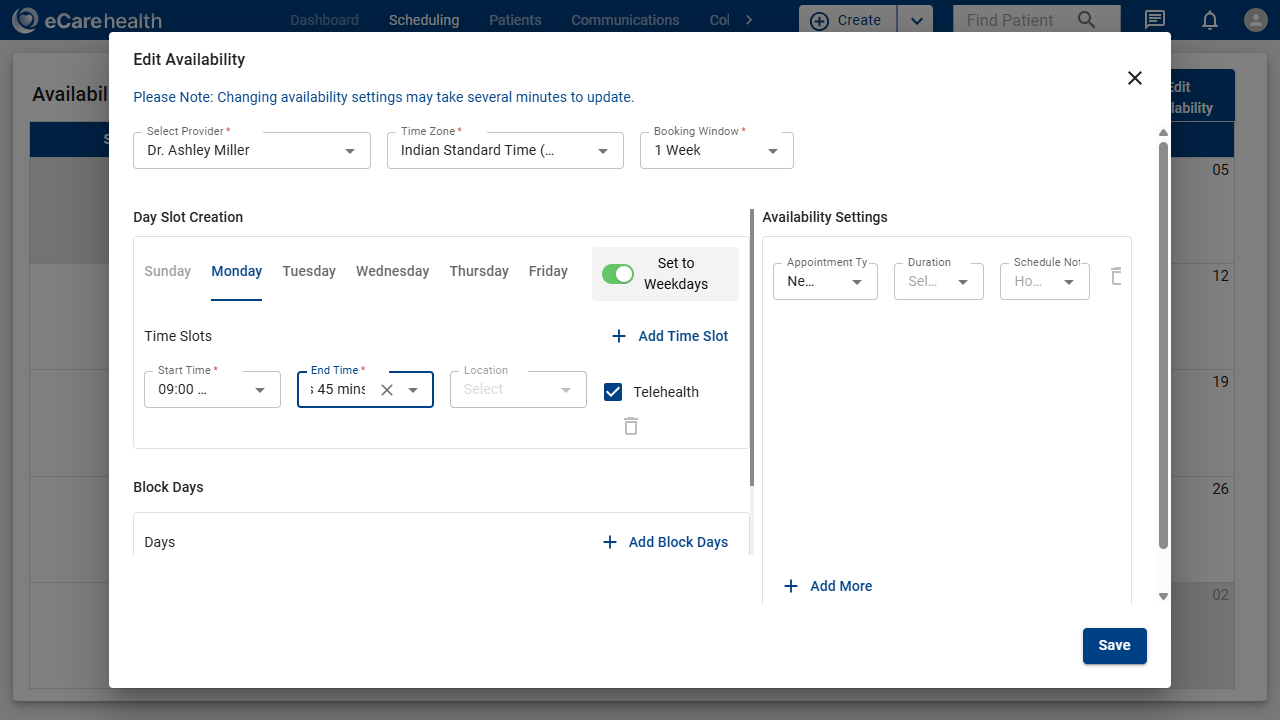 eCarehealth
Dashboard
Scheduling
Patients
Communications
Col
Create
Find Patient
Availabil
Edit
lability
S
05
12
19
26
02
Edit Availability
Please Note: Changing availability settings may take several minutes to update.
Select Provider *
Dr. Ashley Miller
Time Zone *
Indian Standard Time (...
Booking Window *
1 Week
Day Slot Creation
Sunday
Monday
Tuesday
Wednesday
Thursday
Friday
Set to
Weekdays
Time Slots
Add Time Slot
Start Time *
09:00 ...
End Time *
s 45 mins
Location
Select
Telehealth
Block Days
Days
Add Block Days
Availability Settings
Appointment Ty
Ne...
Duration
Sel...
Schedule Not
Ho...
Add More
Save